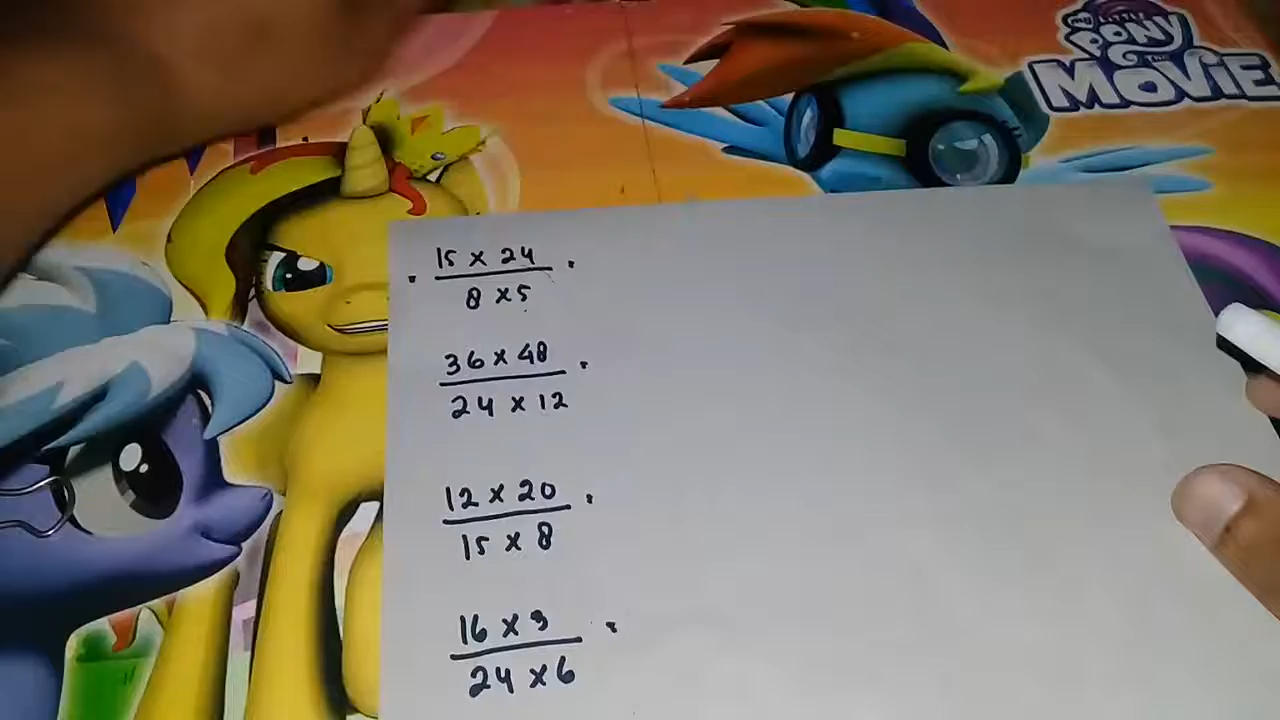 MY LITTLE
PONY
THE
MOVIE
15 × 24
8 × 5
36 × 48
24 × 12
12 × 20
15 × 8
16 × 9
24 × 6